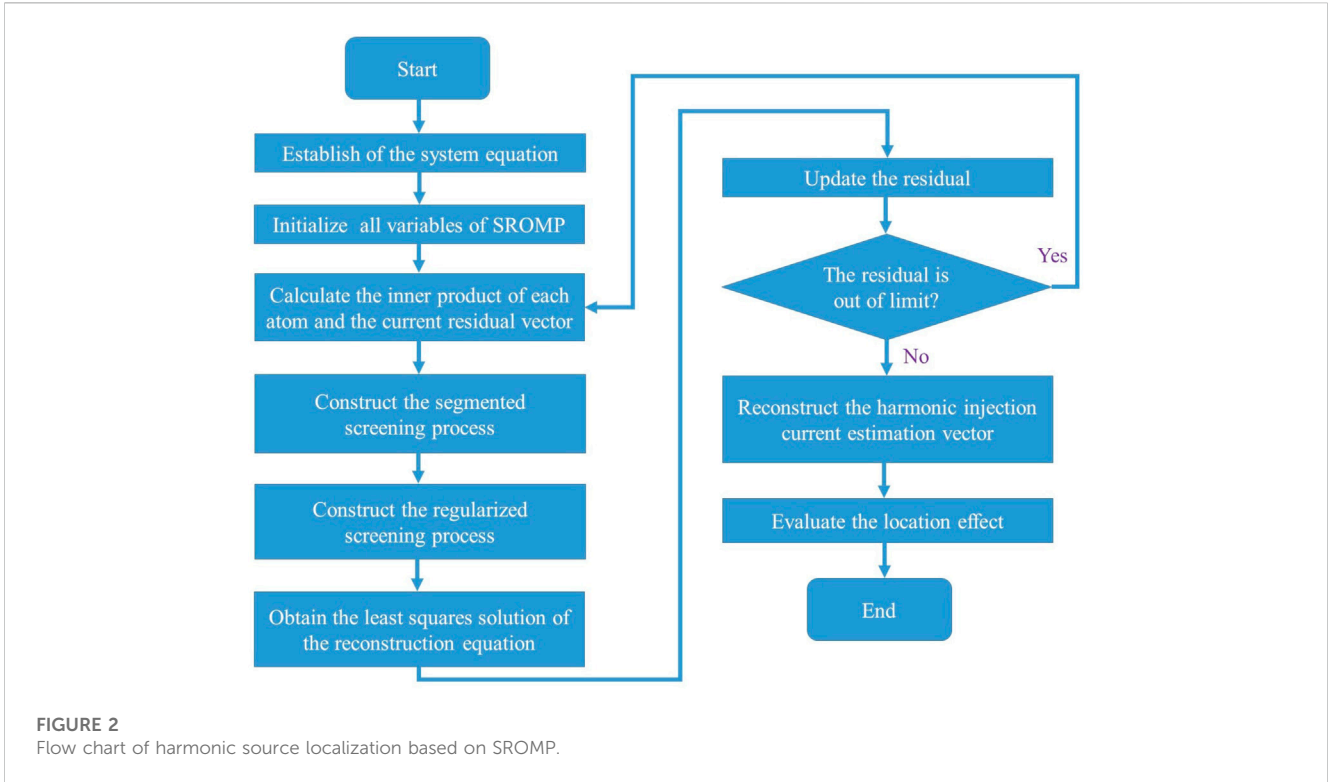 Start
Establish of the system equation
Initialize all variables of SROMP
Calculate the inner product of each
atom and the current residual vector
Construct the segmented
screening process
Construct the regularized
screening process
Obtain the least squares solution of
the reconstruction equation
Update the residual
The residual is
out of limit?
Yes
No
Reconstruct the harmonic injection
current estimation vector
Evaluate the location effect
End
FIGURE 2
Flow chart of harmonic source localization based on SROMP.